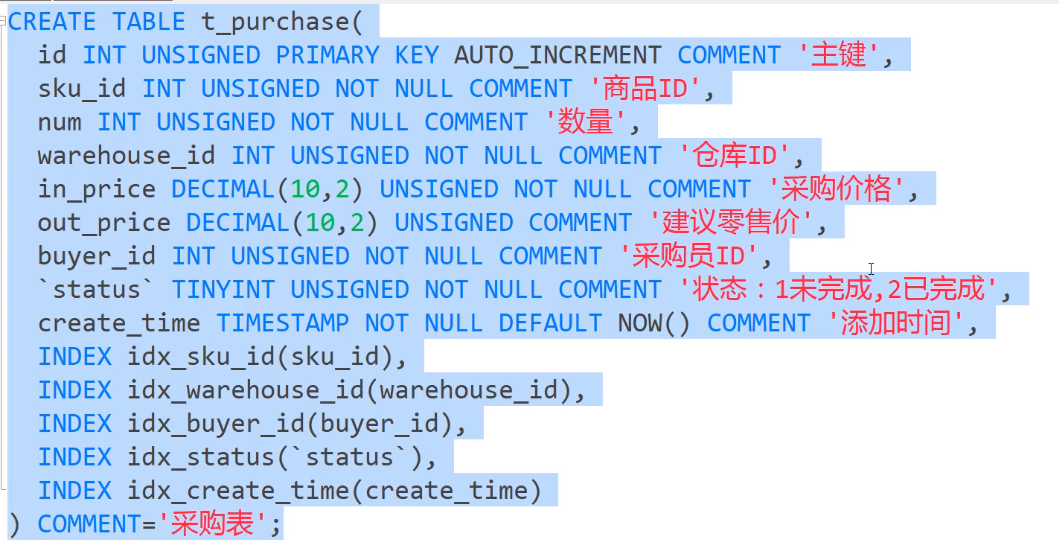 CREATE TABLE t_purchase(
id INT UNSIGNED PRIMARY KEY AUTO_INCREMENT COMMENT '主键',
sku_id INT UNSIGNED NOT NULL COMMENT '商品ID',
num INT UNSIGNED NOT NULL COMMENT '数量',
warehouse_id INT UNSIGNED NOT NULL COMMENT '仓库ID',
in_price DECIMAL(10,2) UNSIGNED NOT NULL COMMENT '采购价格',
out_price DECIMAL(10,2) UNSIGNED COMMENT '建议零售价',
buyer_id INT UNSIGNED NOT NULL COMMENT '采购员ID',
`status` TINYINT UNSIGNED NOT NULL COMMENT '状态：1未完成,2已完成',
create_time TIMESTAMP NOT NULL DEFAULT NOW() COMMENT '添加时间',
INDEX idx_sku_id(sku_id),
INDEX idx_warehouse_id(warehouse_id),
INDEX idx_buyer_id(buyer_id),
INDEX idx_status(`status`),
INDEX idx_create_time(create_time)
) COMMENT='采购表';